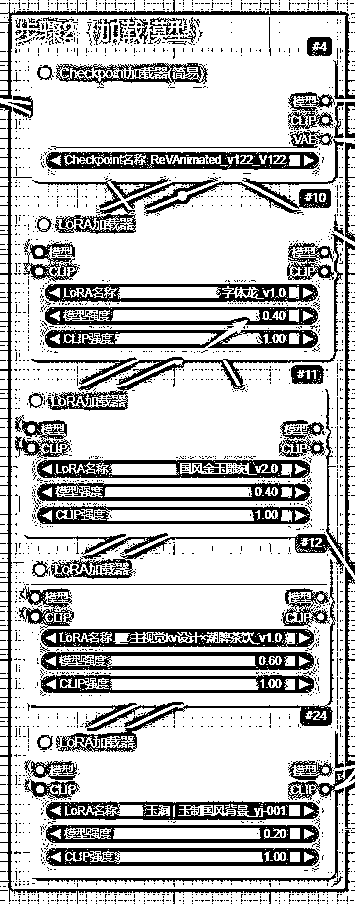 步骤2（加载模型）
#4
Checkpoint加载器(简易)
模型
CLIP
VAE
Checkpoint名称 ReVAnimated_v122_V122
#10
LoRA加载器
模型 模型
CLIP CLIP
LoRA名称 字体龙_v1.0
模型强度 0.40
CLIP强度 1.00
#11
LoRA加载器
模型 模型
CLIP CLIP
LoRA名称 国风金玉雕刻_v2.0
模型强度 0.40
CLIP强度 1.00
#12
LoRA加载器
模型 模型
CLIP CLIP
LoRA名称 主视觉kv设计×潮牌茶饮_v1.0
模型强度 0.60
CLIP强度 1.00
#24
LoRA加载器
模型 模型
CLIP CLIP
LoRA名称 国风背景_yj-001
模型强度 0.20
CLIP强度 1.00